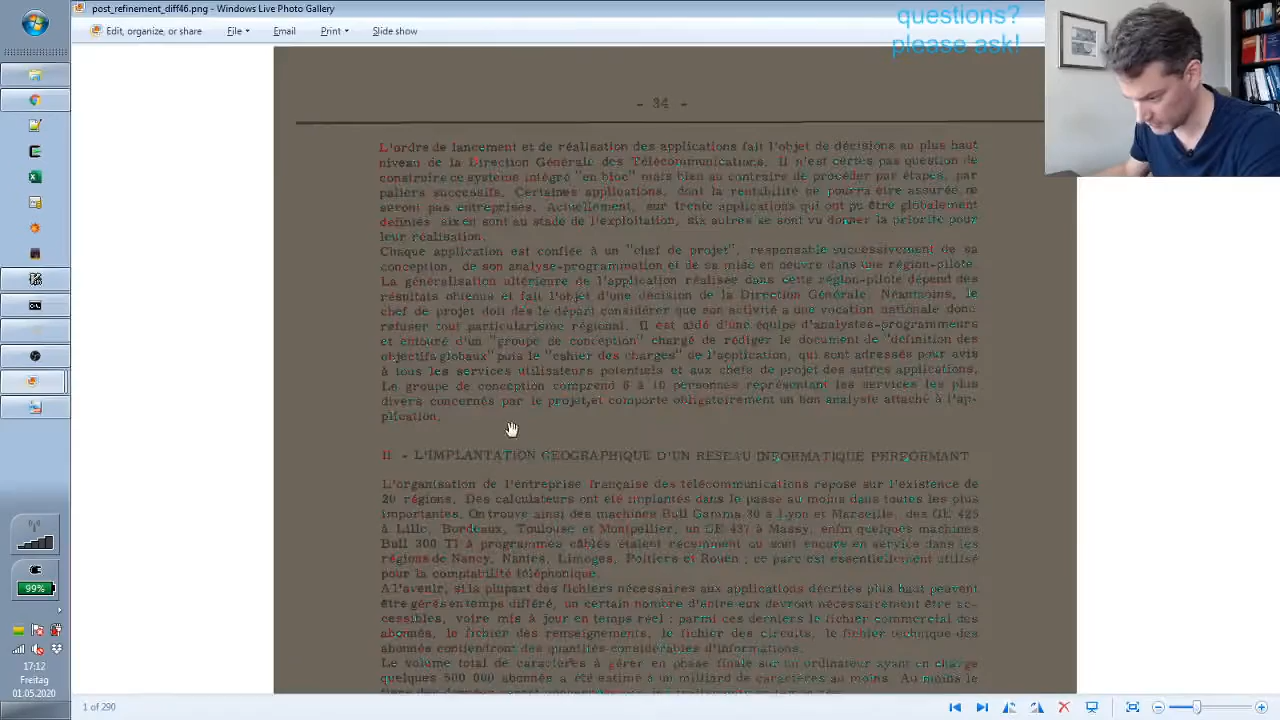 post_refinement_diff46.png - Windows Live Photo Gallery
Edit, organize, or share File Email Print Slide show
questions?
please ask!
- 34 -
L'ordre de lancement et de réalisation des applications fait l'objet de décisions au plus haut
niveau de la Direction Générale des Télécommunications. Il n'est certes pas question de
construire ce système intégré "en bloc" mais bien au contraire de procéder par étapes, par
paliers successifs. Certaines applications, dont la rentabilité ne pourra être assurée ne
seront pas entreprises. Actuellement, sur trente applications qui ont pu être globalement
définies six en sont au stade de l'exploitation, six autres se sont vu donner la priorité pour
leur réalisation.
Chaque application est confiée à un "chef de projet", responsable successivement de sa
conception, de son analyse-programmation et de sa mise en oeuvre dans une région-pilote.
La généralisation ultérieure de l'application réalisée dans cette région-pilote dépend des
résultats obtenus et fait l'objet d'une décision de la Direction Générale. Néanmoins, le
chef de projet doit dès le départ considérer que son activité a une vocation nationale donc
refuser tout particularisme régional. Il est aidé d'une équipe d'analystes-programmeurs
et entouré d'un "groupe de conception" chargé de rédiger le document de "définition des
objectifs globaux" puis le "cahier des charges" de l'application, qui sont adressés pour avis
à tous les services utilisateurs potentiels et aux chefs de projet des autres applications.
Le groupe de conception comprend 6 à 10 personnes représentant les services les plus
divers concernés par le projet, et comporte obligatoirement un bon analyste attaché à l'ap-
plication.
II - L'IMPLANTATION GEOGRAPHIQUE D'UN RESEAU INFORMATIQUE PERFORMANT
L'organisation de l'entreprise française des télécommunications repose sur l'existence de
20 régions. Des calculateurs ont été implantés dans le passé au moins dans toutes les plus
importantes. On trouve ainsi des machines Bull Gamma 30 à Lyon et Marseille, des GE 425
à Lille, Bordeaux, Toulouse et Montpellier, un GE 437 à Massy, enfin quelques machines
Bull 300 TI à programmes câblés étaient récemment ou sont encore en service dans les
régions de Nancy, Nantes, Limoges, Poitiers et Rouen ; ce parc est essentiellement utilisé
pour la comptabilité téléphonique.
A l'avenir, si la plupart des fichiers nécessaires aux applications décrites plus haut peuvent
être gérés en temps différé, un certain nombre d'entre eux devront nécessairement être ac-
cessibles, voire mis à jour en temps réel : parmi ces derniers le fichier commercial des
abonnés, le fichier des renseignements, le fichier des circuits, le fichier technique des
abonnés contiendront des quantités considérables d'informations.
Le volume total de caractères à gérer en phase finale sur un ordinateur ayant en charge
quelques 500 000 abonnés a été estimé à un milliard de caractères au moins. Au moins le
99%
17:12
Freitag
01.05.2020
1 of 290